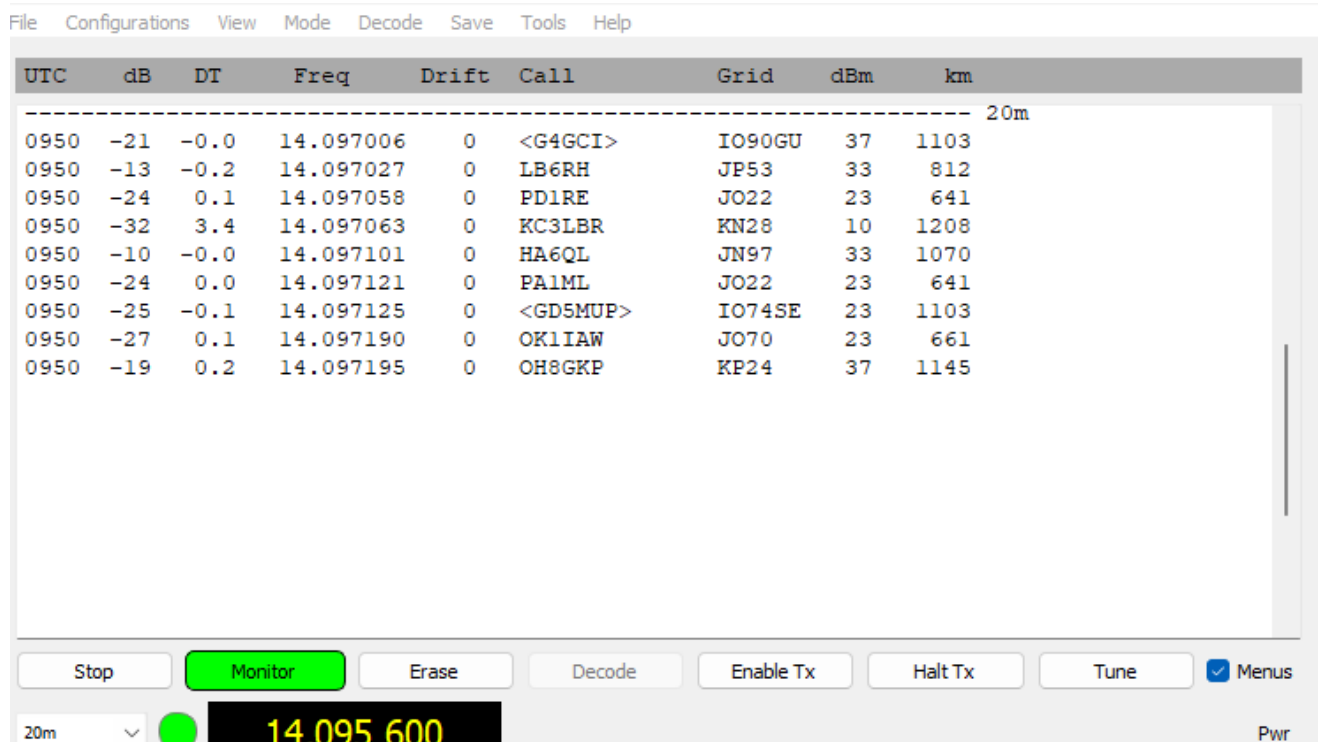 File Configurations View Mode Decode Save Tools Help
UTC dB DT Freq Drift Call Grid dBm km
------------------------------------------------------------------- 20m
0950 -21 -0.0 14.097006 0 <G4GCI> IO90GU 37 1103
0950 -13 -0.2 14.097027 0 LB6RH JP53 33 812
0950 -24 0.1 14.097058 0 PD1RE JO22 23 641
0950 -32 3.4 14.097063 0 KC3LBR KN28 10 1208
0950 -10 -0.0 14.097101 0 HA6QL JN97 33 1070
0950 -24 0.0 14.097121 0 PA1ML JO22 23 641
0950 -25 -0.1 14.097125 0 <GD5MUP> IO74SE 23 1103
0950 -27 0.1 14.097190 0 OK1IAW JO70 23 661
0950 -19 0.2 14.097195 0 OH8GKP KP24 37 1145
Stop Monitor Erase Decode Enable Tx Halt Tx Tune Menus
20m 14.095 600 Pwr